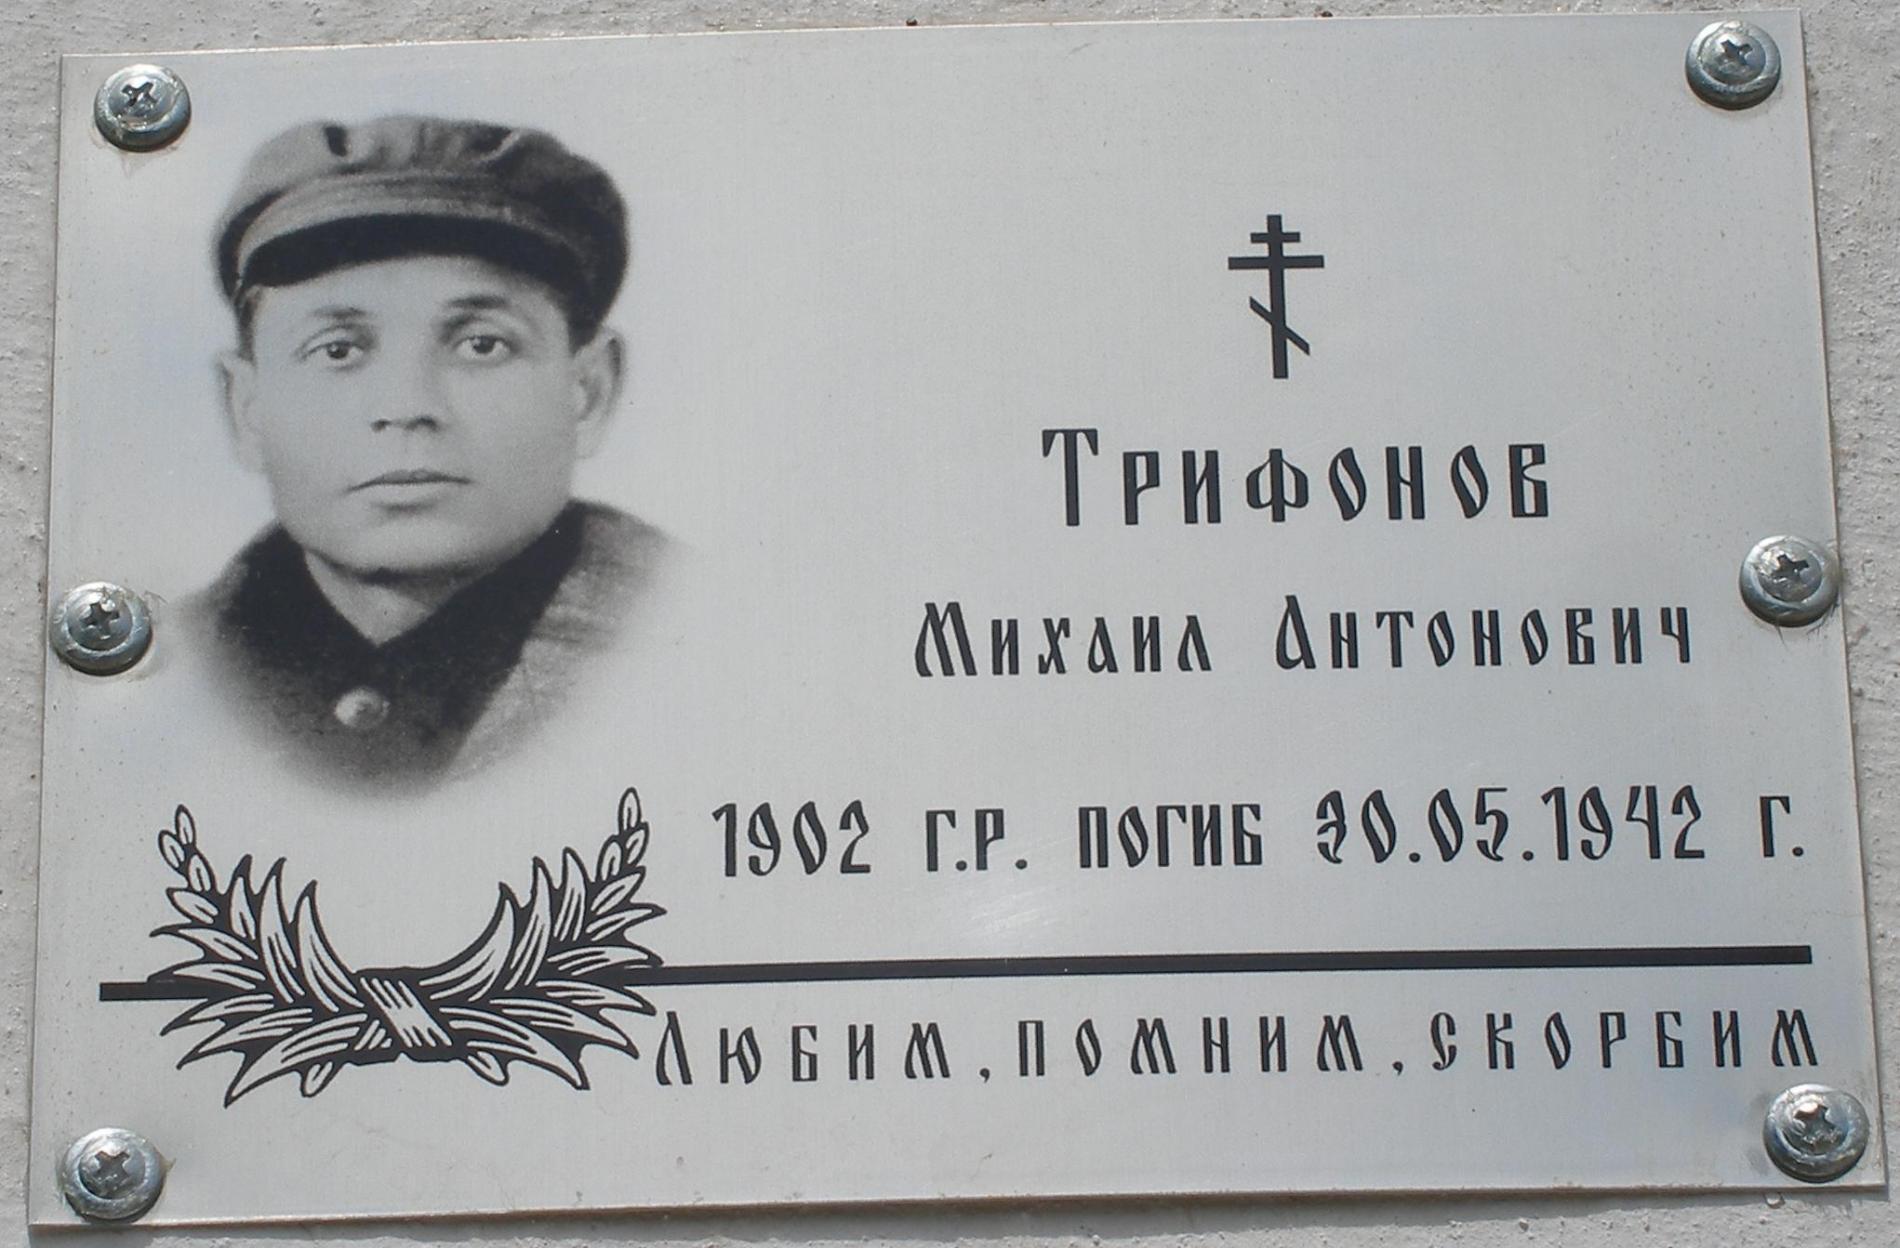 Трифонов
Михаил Антонович
1902 г.р. погиб 30.05.1942 г.
Любим, помним, скорбим